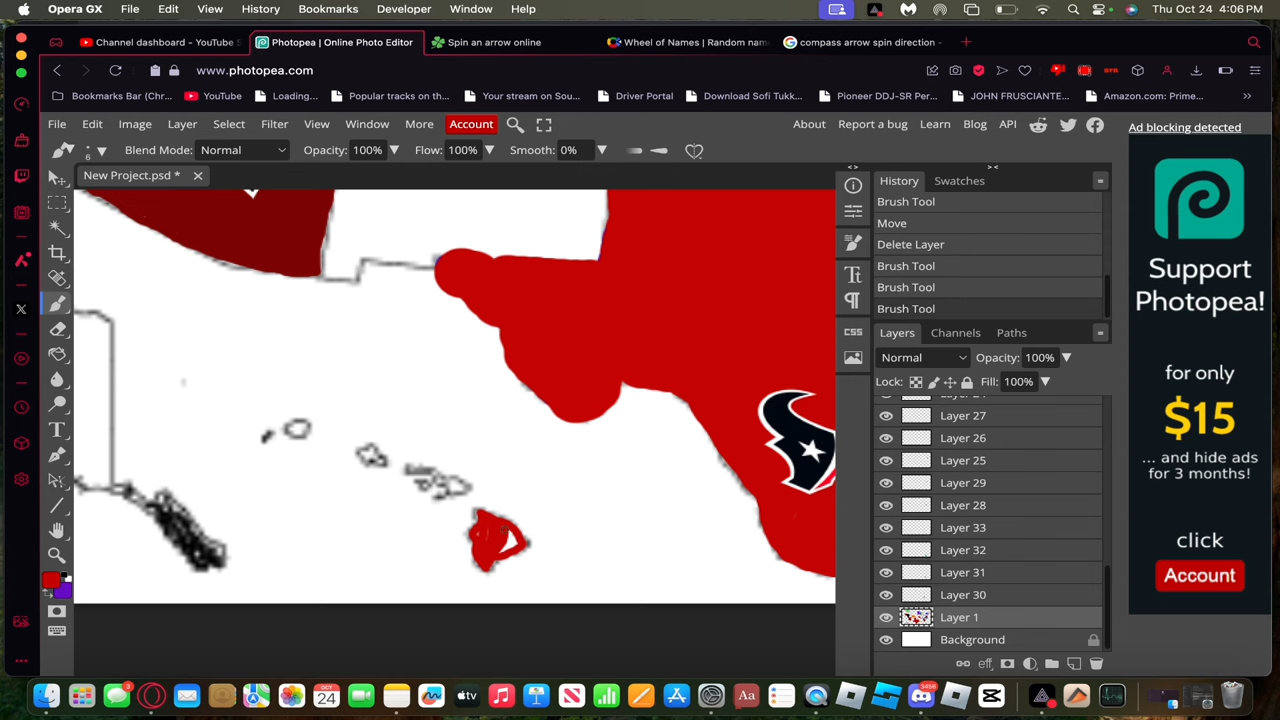 Opera GX File Edit View History Bookmarks Developer Window Help Thu Oct 24 4:06 PM
Channel dashboard - YouTube S Photopea | Online Photo Editor Spin an arrow online Wheel of Names | Random name compass arrow spin direction -
www.photopea.com
Bookmarks Bar (Chr... YouTube Loading... Popular tracks on th... Your stream on Sou... Driver Portal Download Sofi Tukk... Pioneer DDJ-SR Per... JOHN FRUSCIANTE... Amazon.com: Prime...
File Edit Image Layer Select Filter View Window More Account About Report a bug Learn Blog API Ad blocking detected
6 Blend Mode: Normal Opacity: 100% Flow: 100% Smooth: 0%
New Project.psd *
History Swatches
Brush Tool
Move
Delete Layer
Brush Tool
Brush Tool
Brush Tool
Layers Channels Paths
Normal Opacity: 100%
Lock: Fill: 100%
Layer 27
Layer 26
Layer 25
Layer 29
Layer 28
Layer 33
Layer 32
Layer 31
Layer 30
Layer 1
Background
CSS
eff
Support
Photopea!
for only
$15
... and hide ads
for 3 months!
click
Account
3
OCT
24
3456